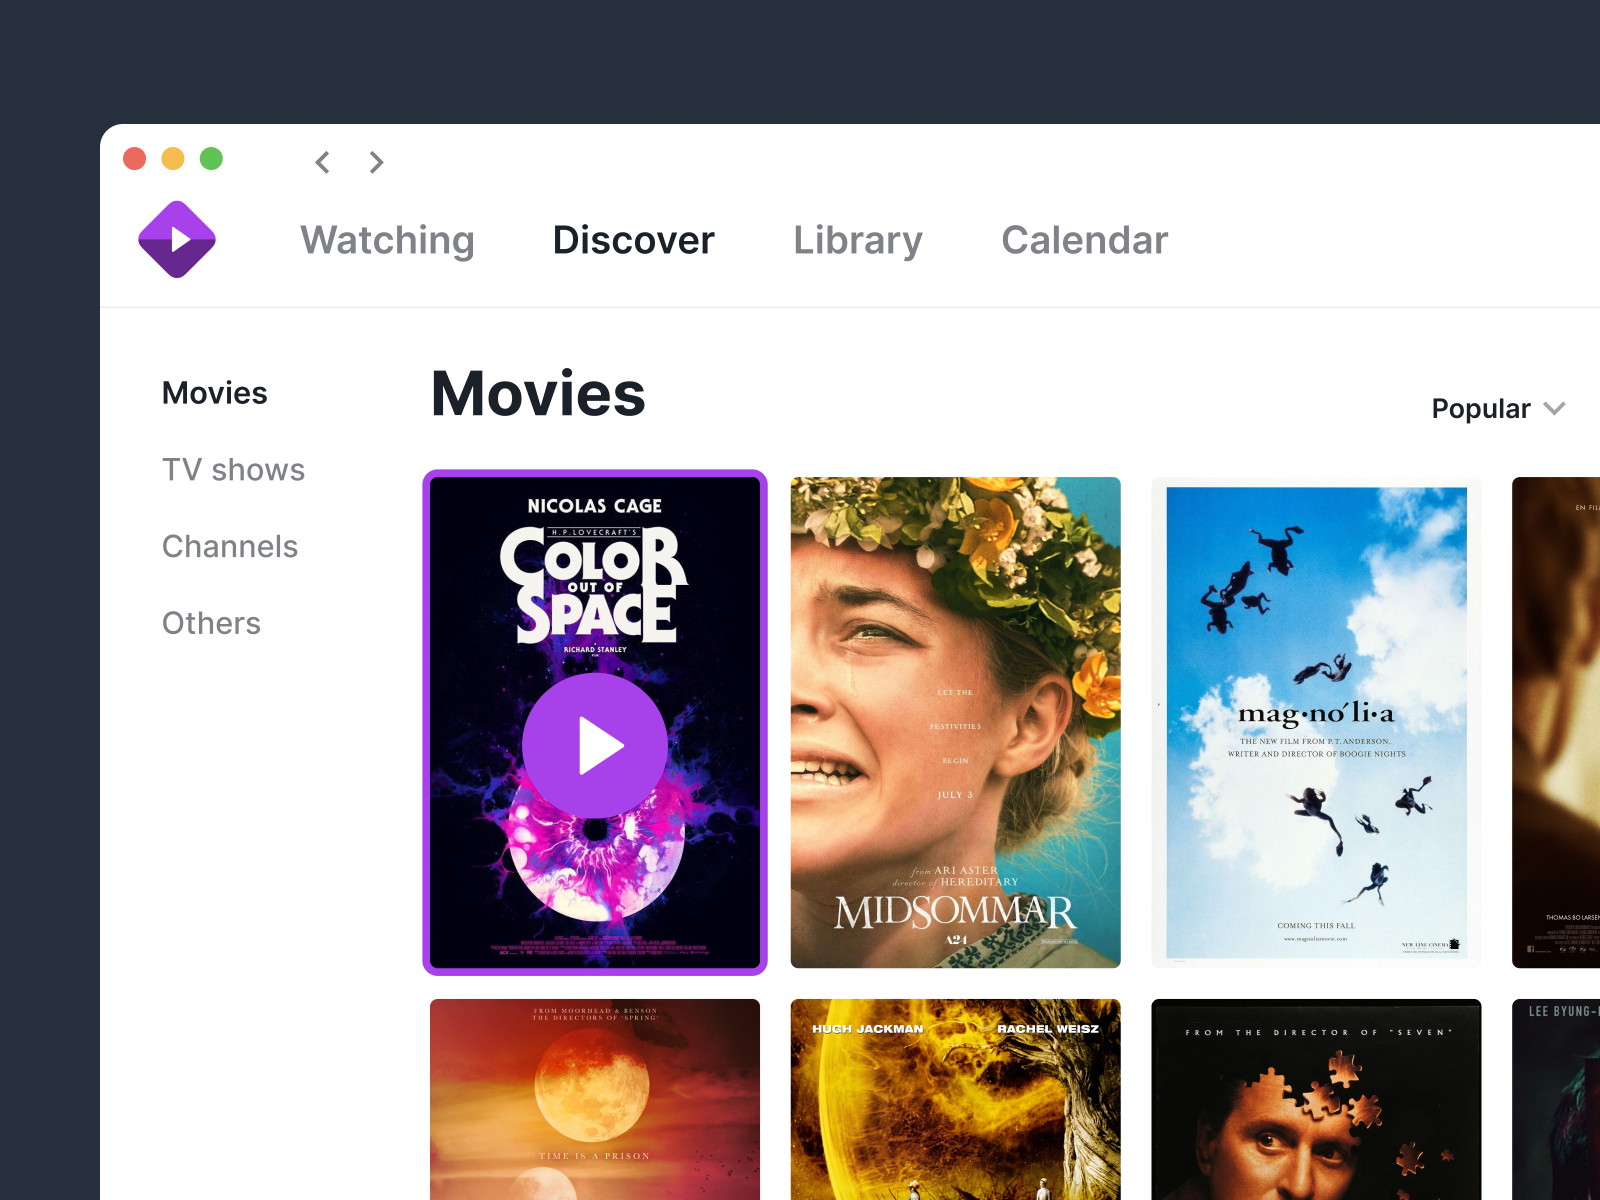 Watching
Discover
Library
Calendar
Movies
TV shows
Channels
Others
Movies
Popular
NICOLAS CAGE
H.P. LOVECRAFT'S
COLOR
OUT OF
SPACE
RICHARD STANLEY
LET THE
FESTIVITIES
BEGIN
JULY 3
from ARI ASTER
director of HEREDITARY
MIDSOMMAR
A24
mag•no´li•a
THE NEW FILM FROM P.T. ANDERSON,
WRITER AND DIRECTOR OF BOOGIE NIGHTS
COMING THIS FALL
www.magnoliamovie.com
NEW LINE CINEMA
EN FIL
THOMAS BO LARSEN
FROM MOORHEAD & BENSON
THE DIRECTORS OF 'SPRING'
TIME IS A PRISON
HUGH JACKMAN
RACHEL WEISZ
FROM THE DIRECTOR OF "SEVEN"
LEE BYUNG-